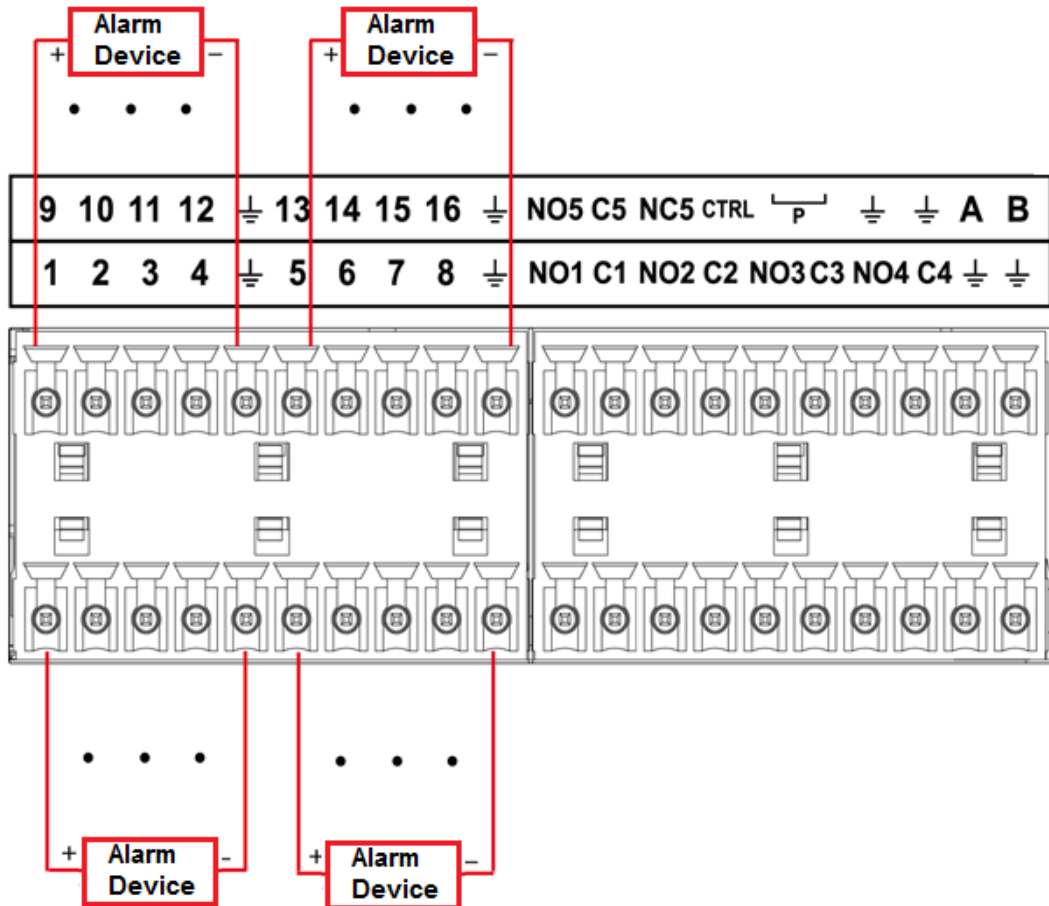 Alarm Device
+ −
Alarm Device
+ −
9 10 11 12 ⏚ 13 14 15 16 ⏚ NO5 C5 NC5 CTRL P ⏚ ⏚ A B
1 2 3 4 ⏚ 5 6 7 8 ⏚ NO1 C1 NO2 C2 NO3 C3 NO4 C4 ⏚ ⏚
+ -
Alarm Device
+ −
Alarm Device